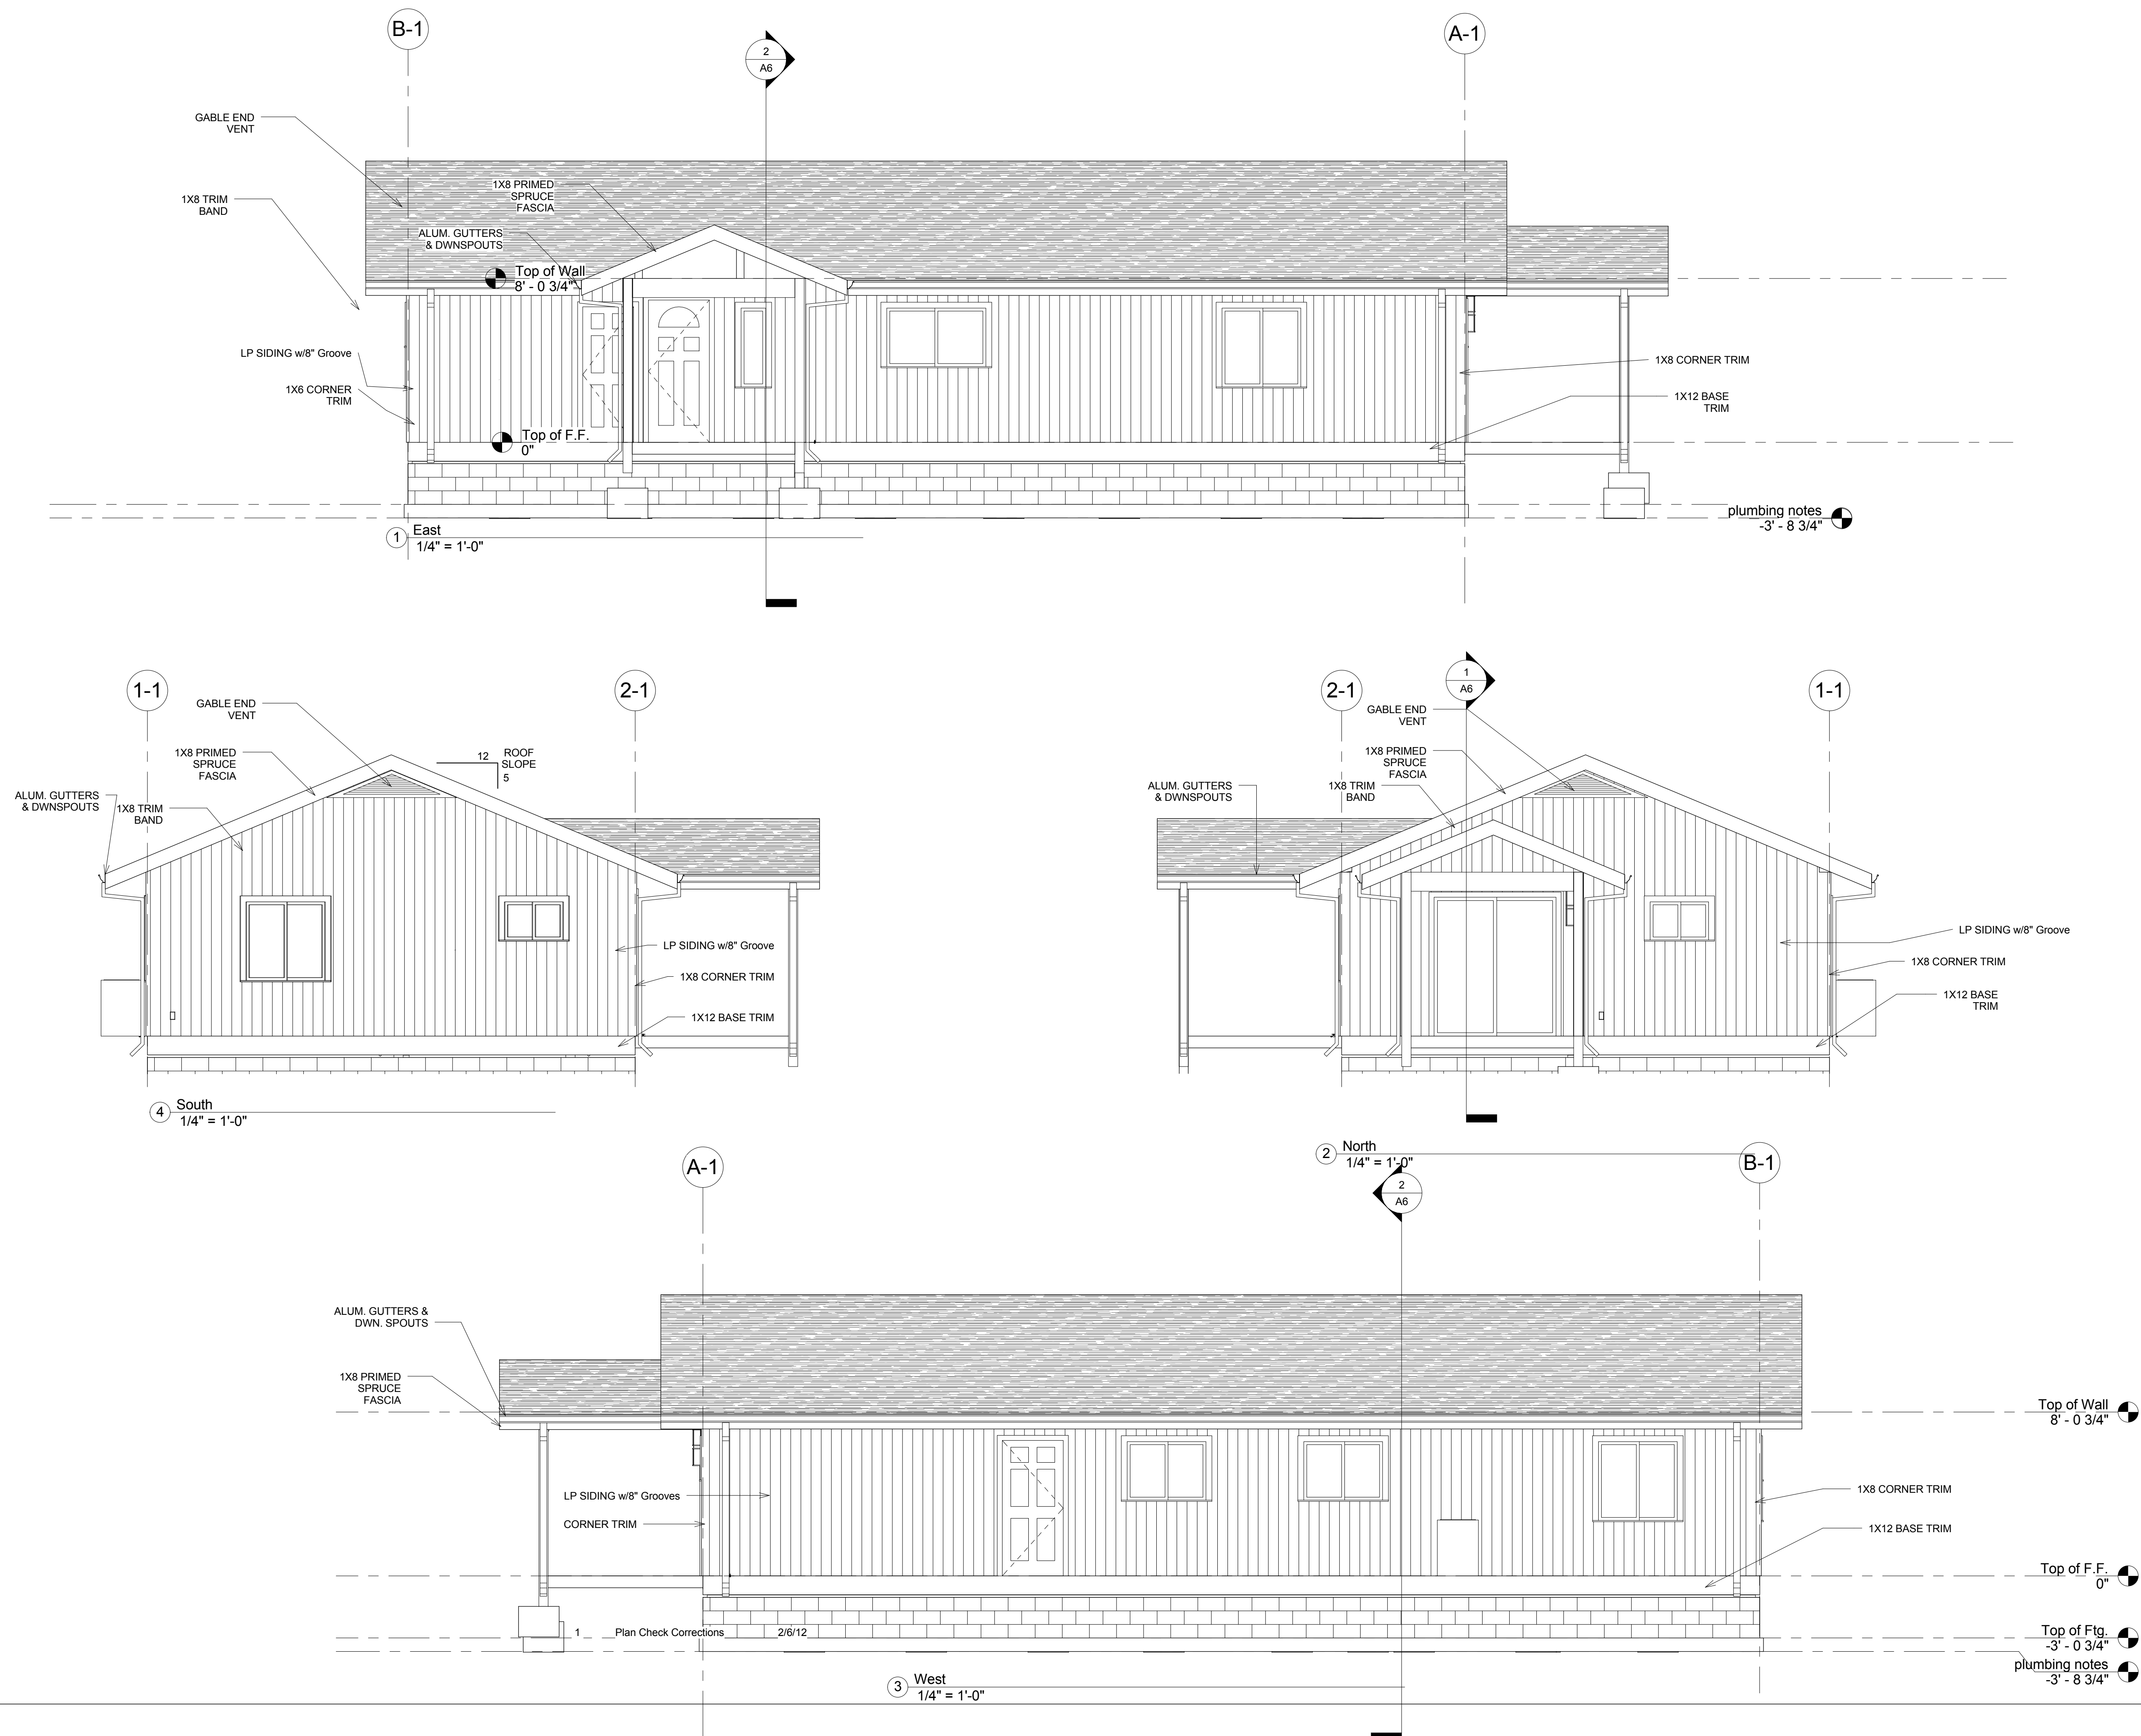 B-1
A-1
2
A6
GABLE END
VENT
1X8 PRIMED
SPRUCE
FASCIA
1X8 TRIM
BAND
ALUM. GUTTERS
& DWNSPOUTS
Top of Wall
8' - 0 3/4"
LP SIDING w/8" Groove
1X6 CORNER
TRIM
1X8 CORNER TRIM
1X12 BASE
TRIM
Top of F.F.
0"
plumbing notes
-3' - 8 3/4"
1 East
1/4" = 1'-0"
1-1
2-1
GABLE END
VENT
1X8 PRIMED
SPRUCE
FASCIA
12
ROOF
SLOPE
5
ALUM. GUTTERS
& DWNSPOUTS
1X8 TRIM
BAND
LP SIDING w/8" Groove
1X8 CORNER TRIM
1X12 BASE TRIM
4 South
1/4" = 1'-0"
2-1
1
A6
1-1
GABLE END
VENT
1X8 PRIMED
SPRUCE
FASCIA
ALUM. GUTTERS
& DWNSPOUTS
1X8 TRIM
BAND
LP SIDING w/8" Groove
1X8 CORNER TRIM
1X12 BASE
TRIM
2 North
1/4" = 1'-0"
A-1
B-1
2
A6
ALUM. GUTTERS &
DWN. SPOUTS
1X8 PRIMED
SPRUCE
FASCIA
Top of Wall
8' - 0 3/4"
LP SIDING w/8" Grooves
CORNER TRIM
1X8 CORNER TRIM
1X12 BASE TRIM
Top of F.F.
0"
1 Plan Check Corrections 2/6/12
Top of Ftg.
-3' - 0 3/4"
plumbing notes
-3' - 8 3/4"
3 West
1/4" = 1'-0"